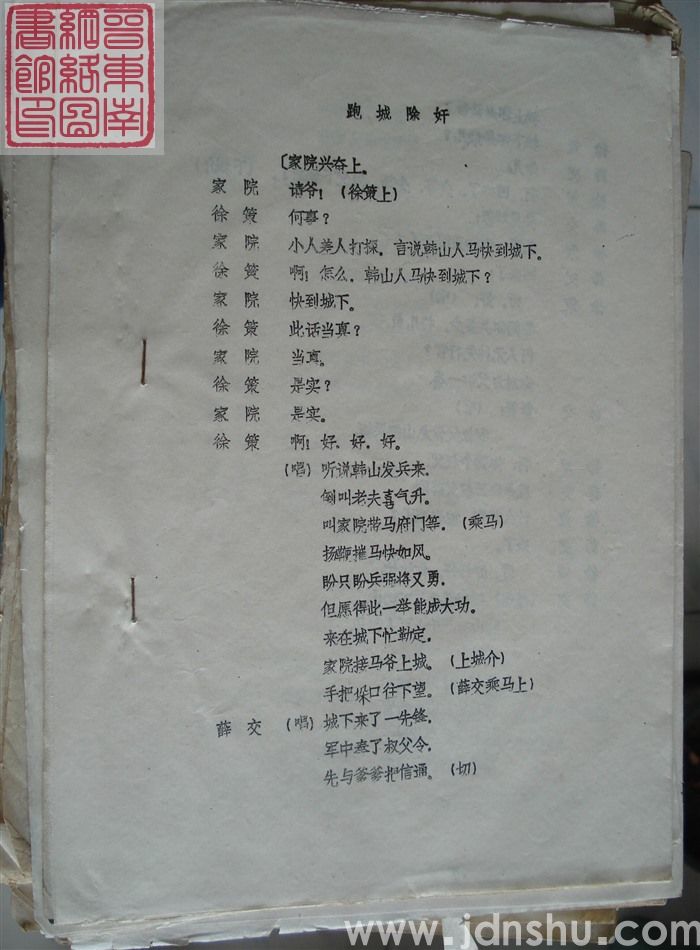 晋东南
网络图
书馆印
跑城除奸
〔家院兴奋上。
家院 请爷！(徐策上)
徐策 何事？
家院 小人差人打探，言说韩山人马快到城下。
徐策 啊！怎么，韩山人马快到城下？
家院 快到城下。
徐策 此话当真？
家院 当真。
徐策 是实？
家院 是实。
徐策 啊！好，好，好。
(唱) 听说韩山发兵来，
倒叫老夫喜气升。
叫家院带马府门等。(乘马)
扬鞭摧马快如风。
盼只盼兵强将又勇，
但愿得此一举能成大功。
来在城下忙勒定，
家院接马爷上城。(上城介)
手把垛口往下望。(薛交乘马上)
薛交 (唱) 城下来了一先锋，
军中奉了叔父令，
先与爹爹把信通。(切)
www.jdnshu.com